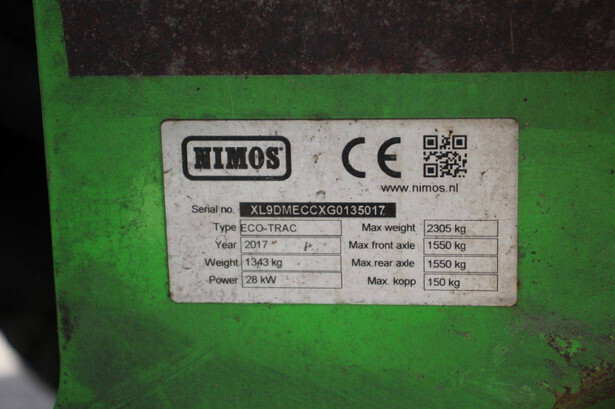 NIMOS
CE
www.nimos.nl
Serial no. XL9DMECCXG0135017
Type ECO-TRAC Max weight 2305 kg
Year 2017 Max front axle 1550 kg
Weight 1343 kg Max.rear axle 1550 kg
Power 28 kW Max. kopp 150 kg